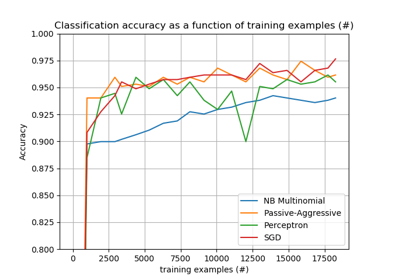 Classification accuracy as a function of training examples (#)
1.000
0.975
0.950
0.925
0.900
0.875
0.850
0.825
0.800
Accuracy
NB Multinomial
Passive-Aggressive
Perceptron
SGD
0 2500 5000 7500 10000 12500 15000 17500
training examples (#)